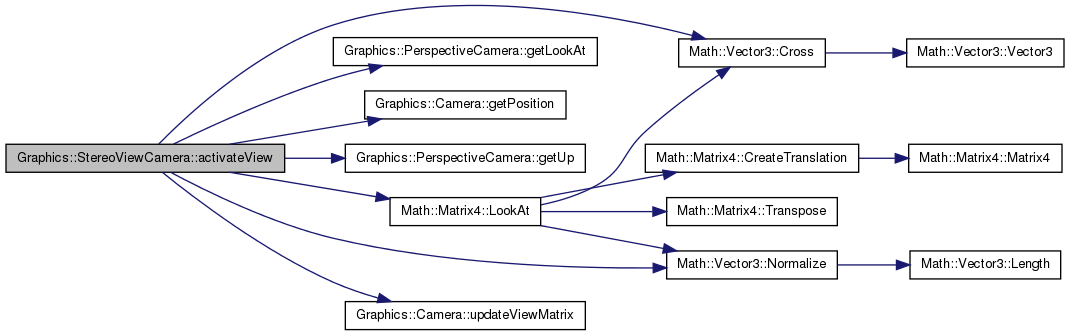 Graphics::StereoViewCamera::activateView
Graphics::PerspectiveCamera::getLookAt
Graphics::Camera::getPosition
Graphics::PerspectiveCamera::getUp
Math::Matrix4::LookAt
Graphics::Camera::updateViewMatrix
Math::Vector3::Cross
Math::Matrix4::CreateTranslation
Math::Matrix4::Transpose
Math::Vector3::Normalize
Math::Vector3::Vector3
Math::Matrix4::Matrix4
Math::Vector3::Length